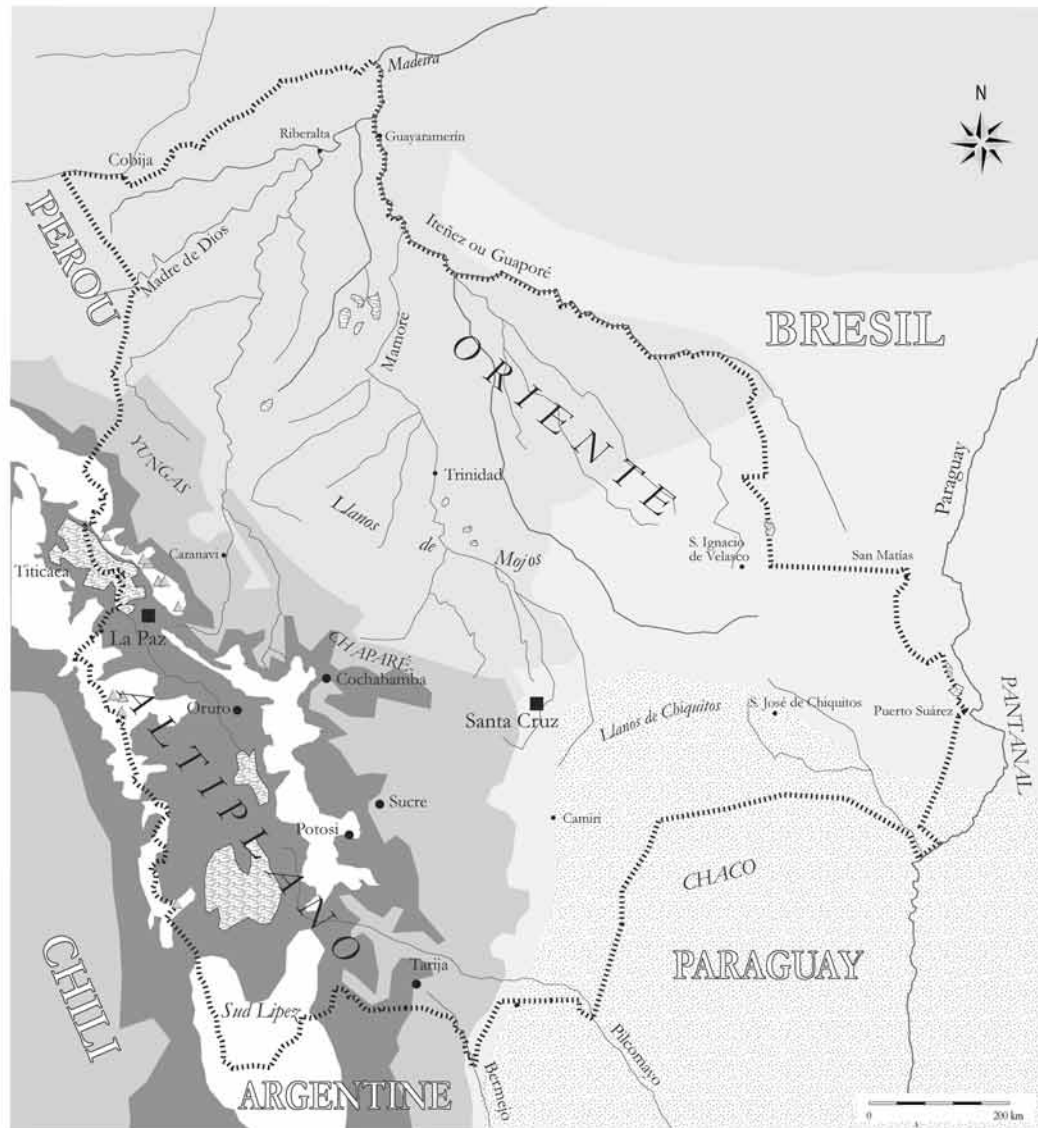 Madeira
N
Riberalta
Guayaramerín
Cobija
PEROU
Madre de Dios
Iteñez ou Guaporé
BRESIL
Mamore
ORIENTE
YUNGAS
Trinidad
Paraguay
Llanos
de
Mojos
Caranavi
S. Ignacio
de Velasco
San Matías
Titicaca
La Paz
CHAPARÉ
Cochabamba
Oruro
Santa Cruz
Llanos de Chiquitos
S. José de Chiquitos
Puerto Suárez
PANTANAL
ALTIPLANO
Sucre
Potosi
Camiri
CHACO
CHILI
PARAGUAY
Tarija
Sud Lipez
Pilcomayo
Bermejo
ARGENTINE
0
200 km